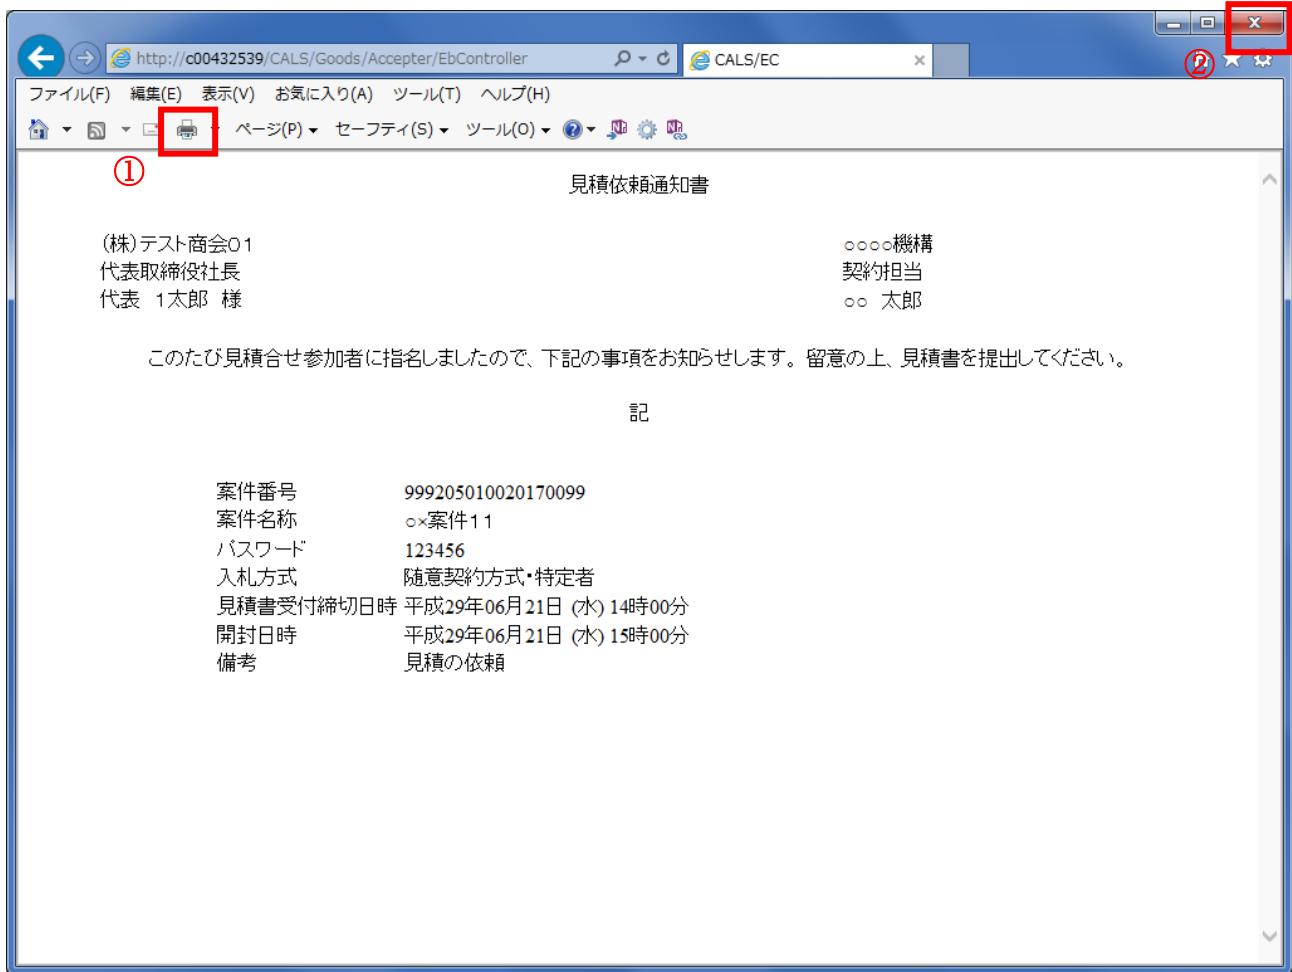 http://c00432539/CALS/Goods/Accepter/EbController
CALS/EC
②
ファイル(F) 編集(E) 表示(V) お気に入り(A) ツール(T) ヘルプ(H)
ページ(P) セーフティ(S) ツール(O)
①
見積依頼通知書
(株)テスト商会01 ○○○○機構
代表取締役社長 契約担当
代表 1太郎 様 ○○ 太郎
このたび見積合せ参加者に指名しましたので、下記の事項をお知らせします。留意の上、見積書を提出してください。
記
案件番号 999205010020170099
案件名称 ○×案件11
パスワード 123456
入札方式 随意契約方式・特定者
見積書受付締切日時 平成29年06月21日 (水) 14時00分
開封日時 平成29年06月21日 (水) 15時00分
備考 見積の依頼